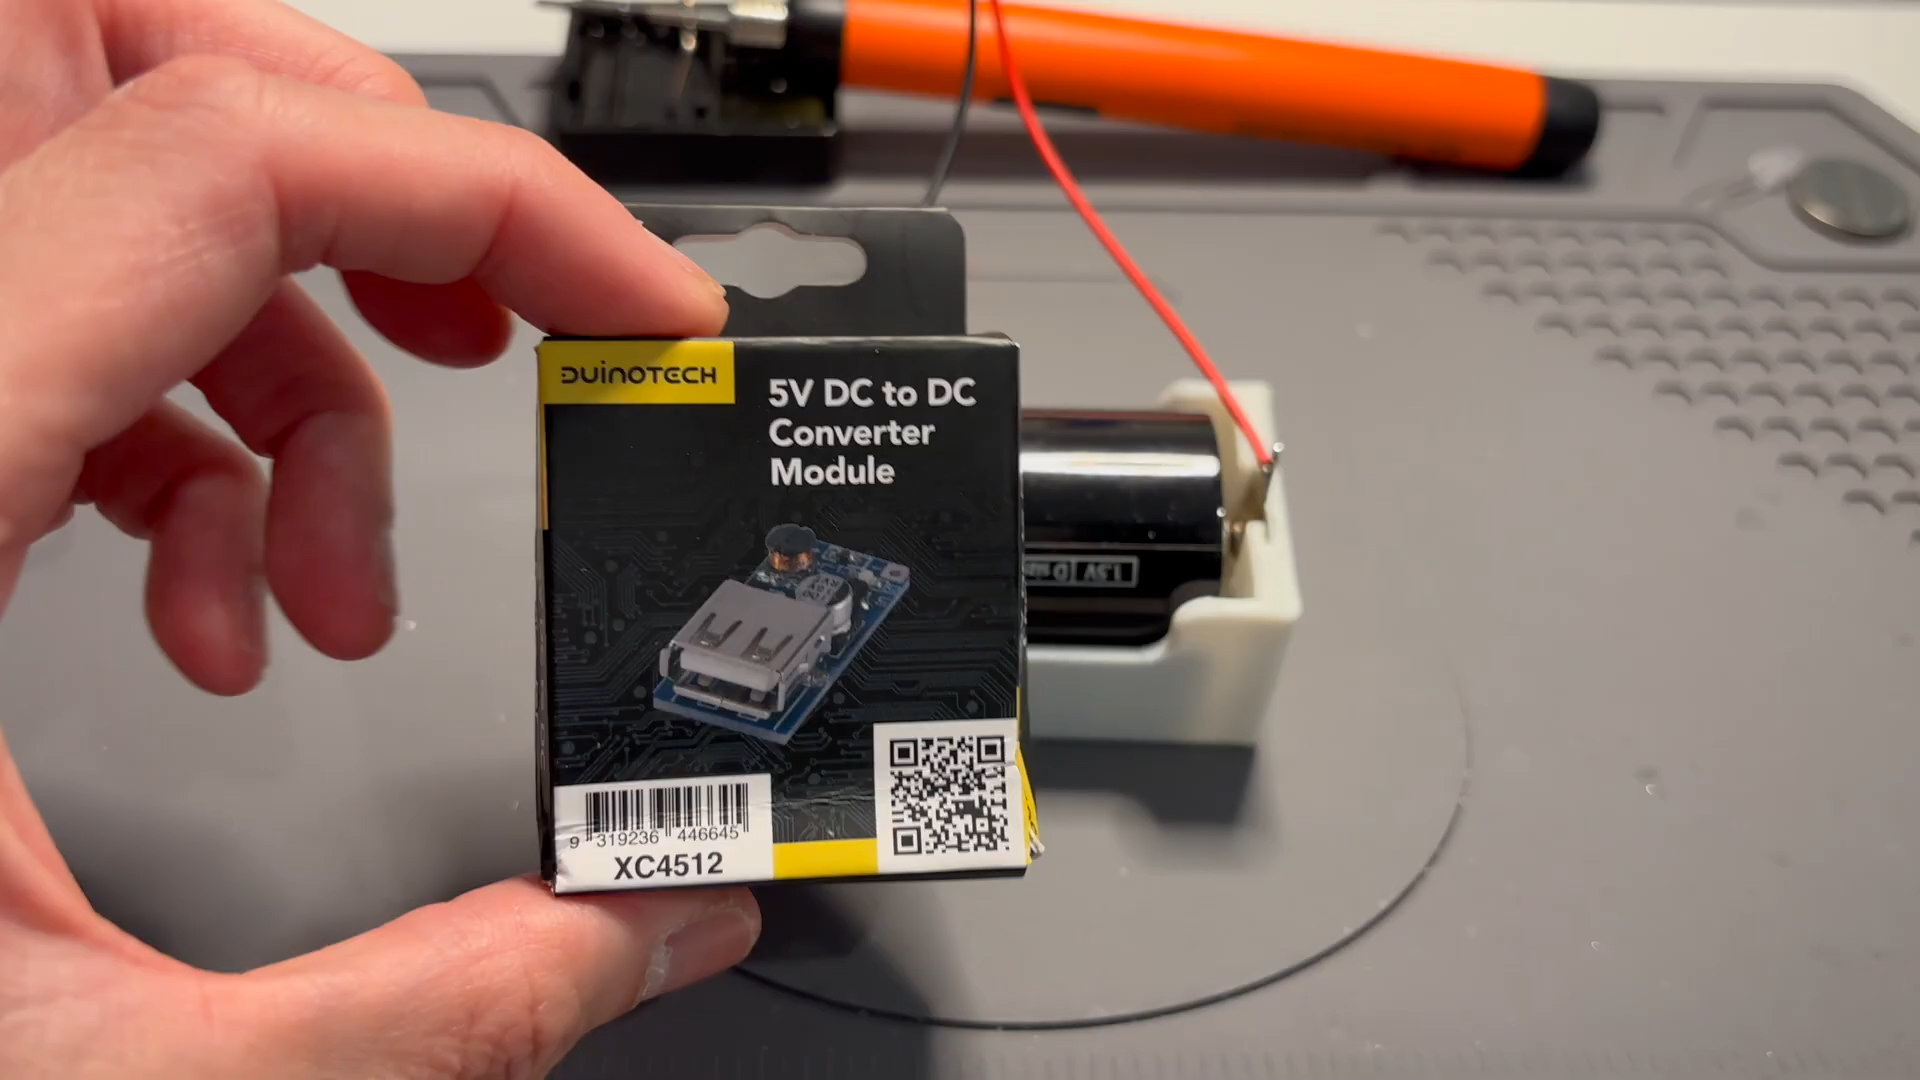 DUINOTECH
5V DC to DC
Converter
Module
9 319236 446645
XC4512
1.5V
D